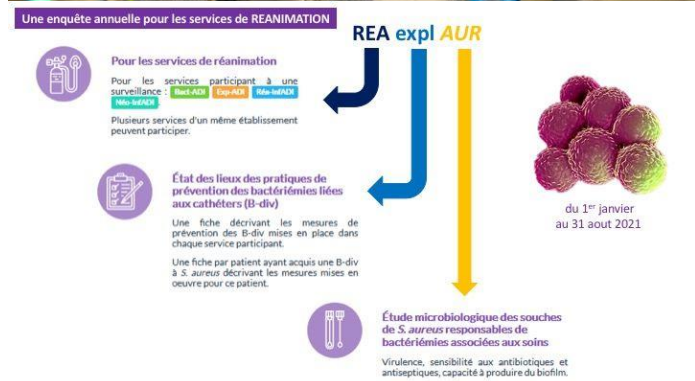 Une enquête annuelle pour les services de REANIMATION
REA expl AUR
Pour les services de réanimation
Pour les services participant à une
surveillance : Bact-ADI Exp-ADI Réa-InfADI
Néo-InfADI
Plusieurs services d'un même établissement
peuvent participer.
État des lieux des pratiques de
prévention des bactériémies liées
aux cathéters (B-div)
Une fiche décrivant les mesures de
prévention des B-div mises en place dans
chaque service participant.
Une fiche par patient ayant acquis une B-div
à S. aureus décrivant les mesures mises en
oeuvre pour ce patient.
du 1er janvier
au 31 aout 2021
Étude microbiologique des souches
de S. aureus responsables de
bactériémies associées aux soins
Virulence, sensibilité aux antibiotiques et
antiseptiques, capacité à produire du biofilm.